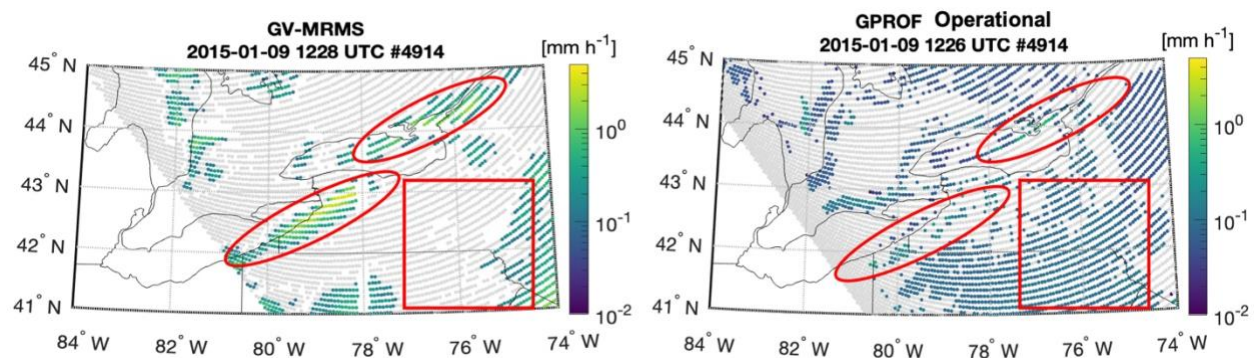 GV-MRMS
2015-01-09 1228 UTC #4914
[mm h⁻¹]
45° N
44° N
43° N
42° N
41° N
84° W
82° W
80° W
78° W
76° W
74° W
10⁰
10⁻¹
10⁻²
GPROF Operational
2015-01-09 1226 UTC #4914
[mm h⁻¹]
45° N
44° N
43° N
42° N
41° N
84° W
82° W
80° W
78° W
76° W
74° W
10⁰
10⁻¹
10⁻²